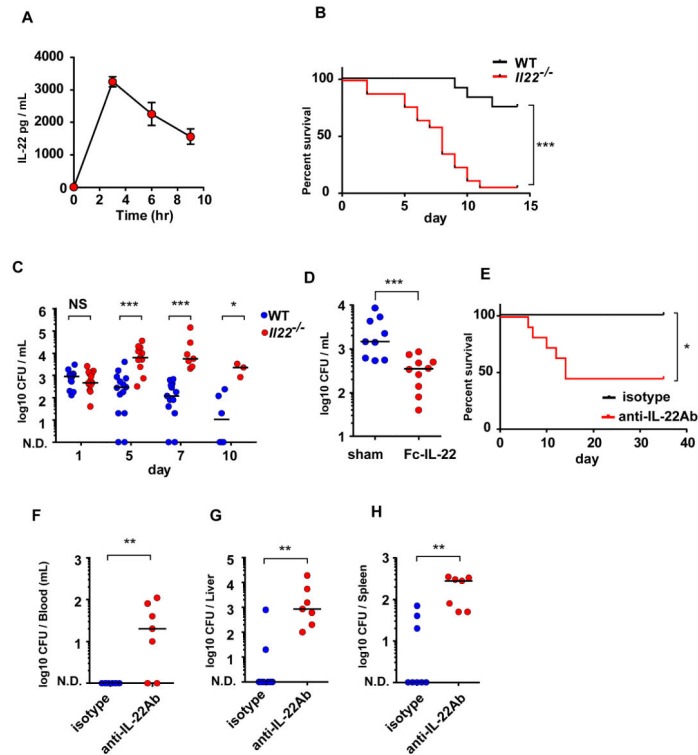 A
IL-22 pg / mL
4000
3000
2000
1000
0
0 2 4 6 8 10
Time (hr)
B
WT
Il22-/-
Percent survival
100
50
0
0 5 10 15
day
***
C
NS *** *** *
WT
Il22-/-
log10 CFU / mL
6
5
4
3
2
1
N.D.
1 5 7 10
day
D
***
log10 CFU / mL
4
3
2
1
sham Fc-IL-22
E
Percent survival
100
50
0
0 10 20 30 40
day
*
isotype
anti-IL-22Ab
F
**
log10 CFU / Blood (mL)
3
2
1
N.D.
isotype
anti-IL-22Ab
G
**
log10 CFU / Liver
5
4
3
2
1
N.D.
isotype
anti-IL-22Ab
H
**
log10 CFU / Spleen
3
2
1
N.D.
isotype
anti-IL-22Ab